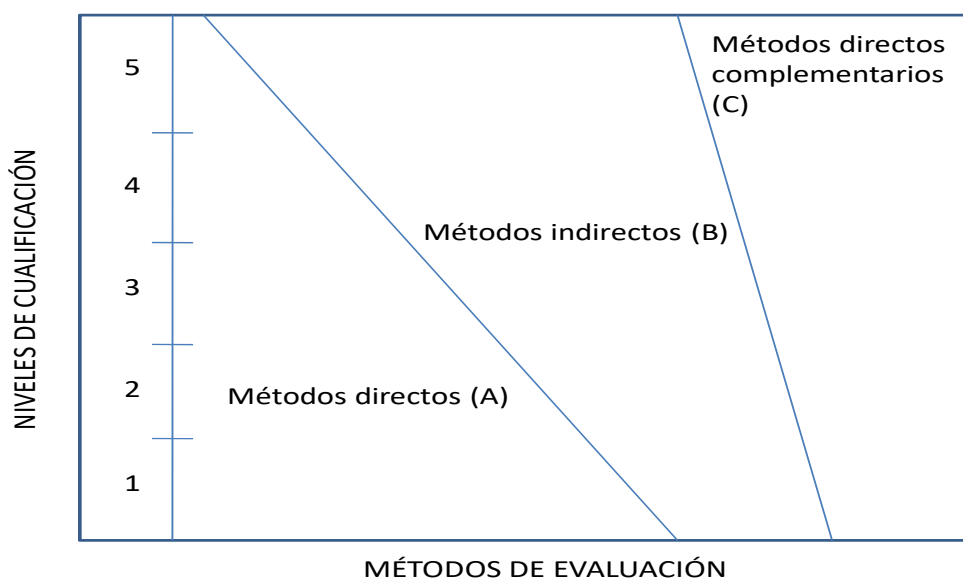 NIVELES DE CUALIFICACIÓN
5
4
3
2
1
Métodos directos
complementarios
(C)
Métodos indirectos (B)
Métodos directos (A)
MÉTODOS DE EVALUACIÓN